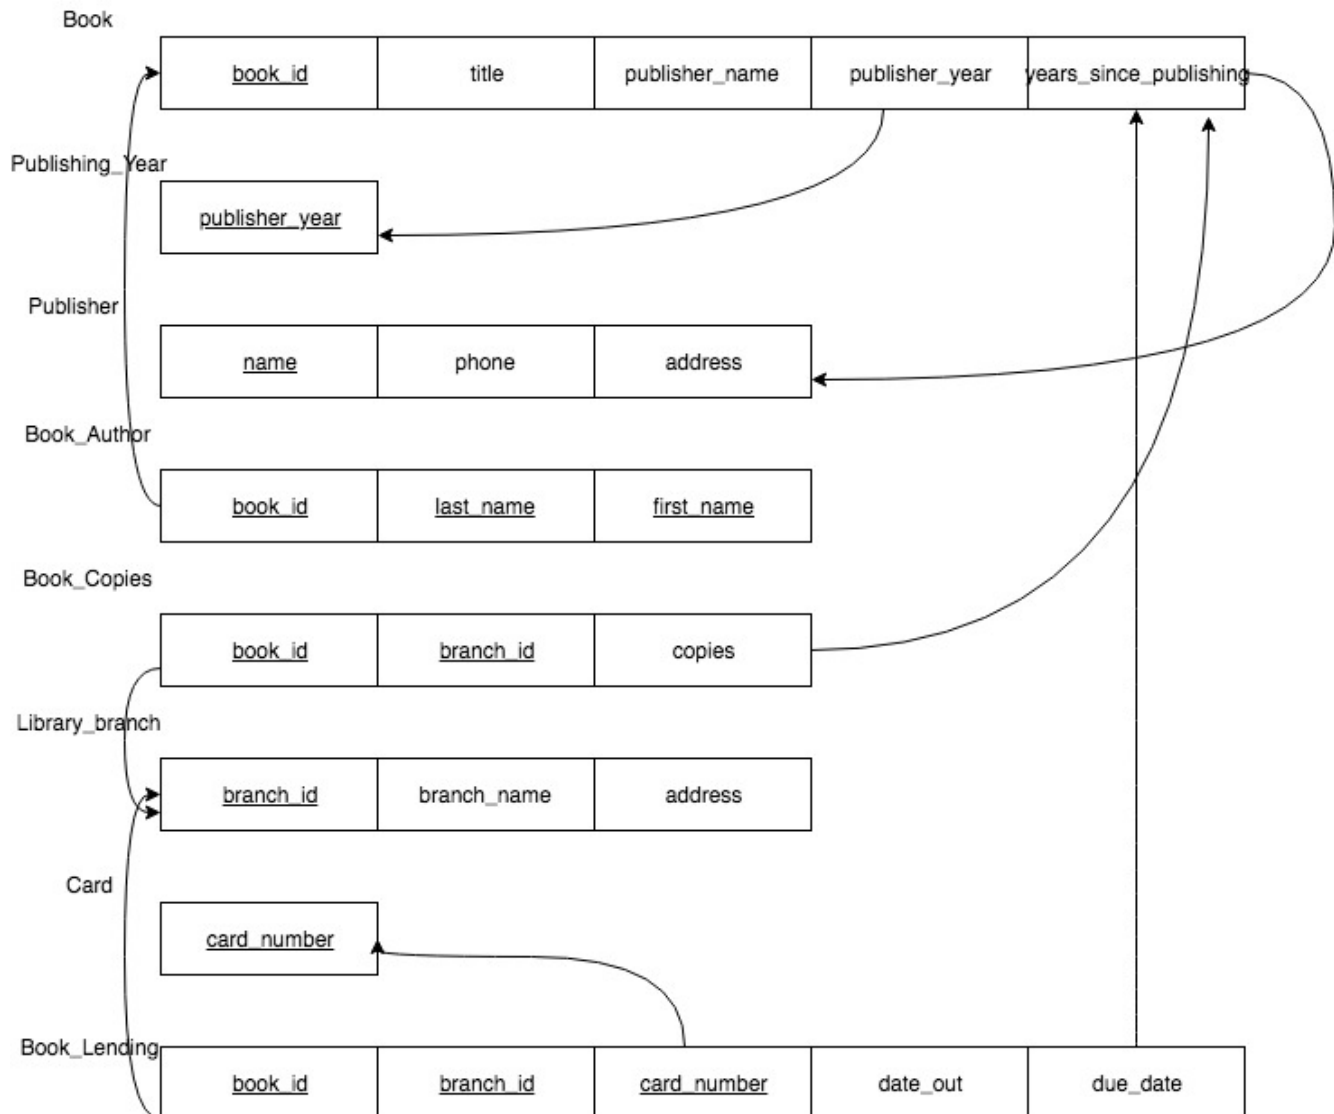 Book
book_id title publisher_name publisher_year years_since_publishing
Publishing_Year
publisher_year
Publisher
name phone address
Book_Author
book_id last_name first_name
Book_Copies
book_id branch_id copies
Library_branch
branch_id branch_name address
Card
card_number
Book_Lending
book_id branch_id card_number date_out due_date